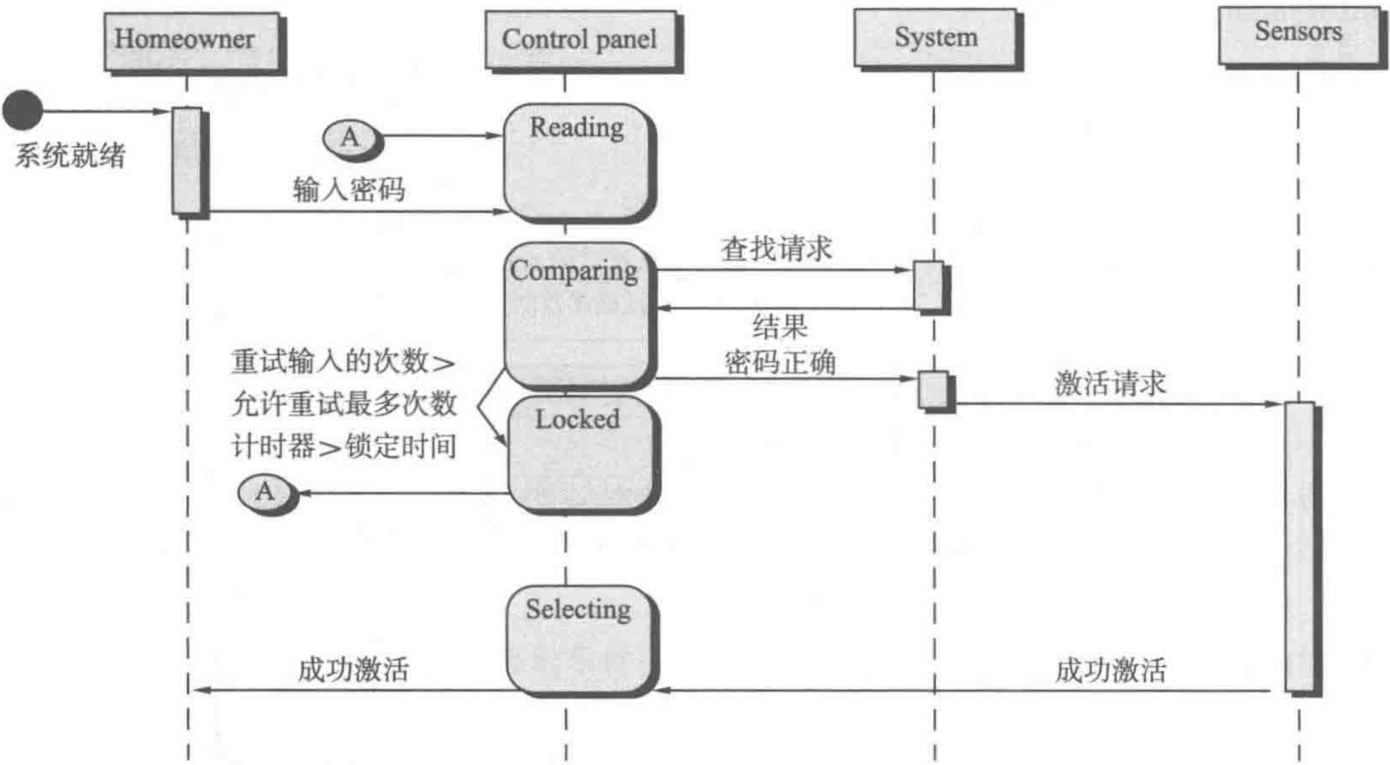 Homeowner
Control panel
System
Sensors
系统就绪
A
Reading
输入密码
Comparing
查找请求
结果
密码正确
重试输入的次数>
允许重试最多次数
计时器>锁定时间
激活请求
Locked
A
Selecting
成功激活
成功激活